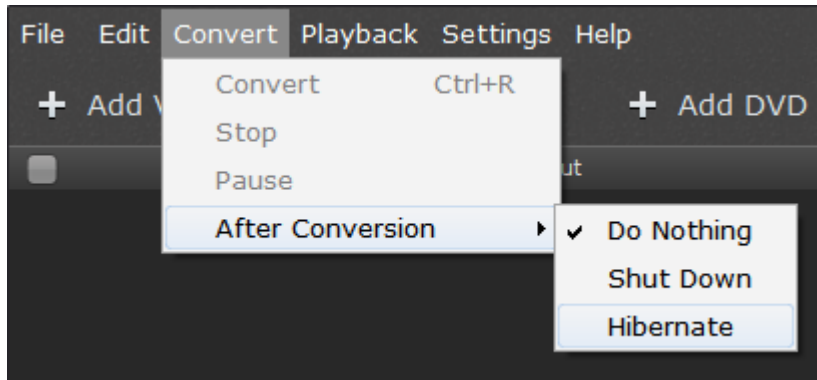 File Edit Convert Playback Settings Help
Convert Ctrl+R
Add
Add DVD
Stop
Pause
After Conversion
Do Nothing
Shut Down
Hibernate